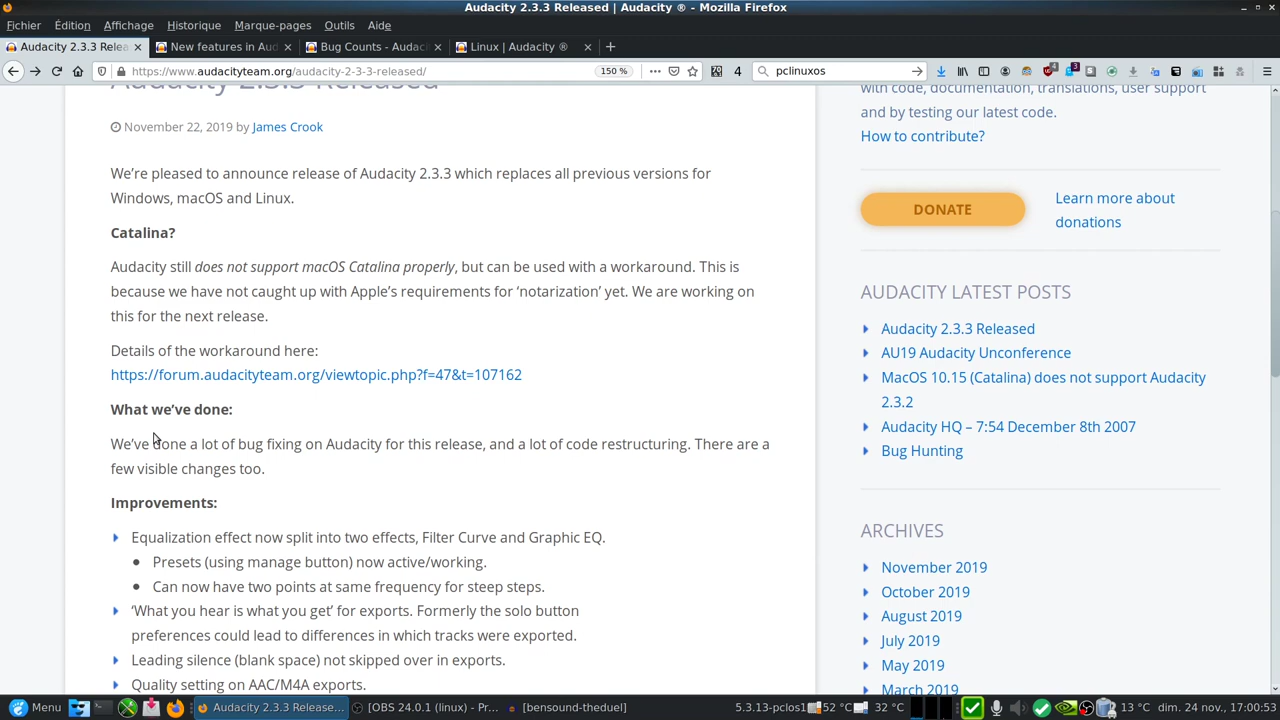 Audacity 2.3.3 Released | Audacity ® - Mozilla Firefox
Fichier Édition Affichage Historique Marque-pages Outils Aide
Audacity 2.3.3 Relea
New features in Aud
Bug Counts - Audac
Linux | Audacity ®
https://www.audacityteam.org/audacity-2-3-3-released/
150 %
4
pclinuxos
4
3
Audacity 2.3.3 Released
November 22, 2019 by James Crook
We’re pleased to announce release of Audacity 2.3.3 which replaces all previous versions for
Windows, macOS and Linux.
Catalina?
Audacity still does not support macOS Catalina properly, but can be used with a workaround. This is
because we have not caught up with Apple’s requirements for ‘notarization’ yet. We are working on
this for the next release.
Details of the workaround here:
https://forum.audacityteam.org/viewtopic.php?f=47&t=107162
What we’ve done:
We’ve done a lot of bug fixing on Audacity for this release, and a lot of code restructuring. There are a
few visible changes too.
Improvements:
Equalization effect now split into two effects, Filter Curve and Graphic EQ.
Presets (using manage button) now active/working.
Can now have two points at same frequency for steep steps.
‘What you hear is what you get’ for exports. Formerly the solo button
preferences could lead to differences in which tracks were exported.
Leading silence (blank space) not skipped over in exports.
Quality setting on AAC/M4A exports.
with code, documentation, translations, user support
and by testing our latest code.
How to contribute?
DONATE
Learn more about
donations
AUDACITY LATEST POSTS
Audacity 2.3.3 Released
AU19 Audacity Unconference
MacOS 10.15 (Catalina) does not support Audacity
2.3.2
Audacity HQ – 7:54 December 8th 2007
Bug Hunting
ARCHIVES
November 2019
October 2019
August 2019
July 2019
May 2019
March 2019
Menu
Audacity 2.3.3 Release...
[OBS 24.0.1 (linux) - Pr...
[bensound-theduel]
5.3.13-pclos1
52 °C
32 °C
13 °C
dim. 24 nov., 17:00:53